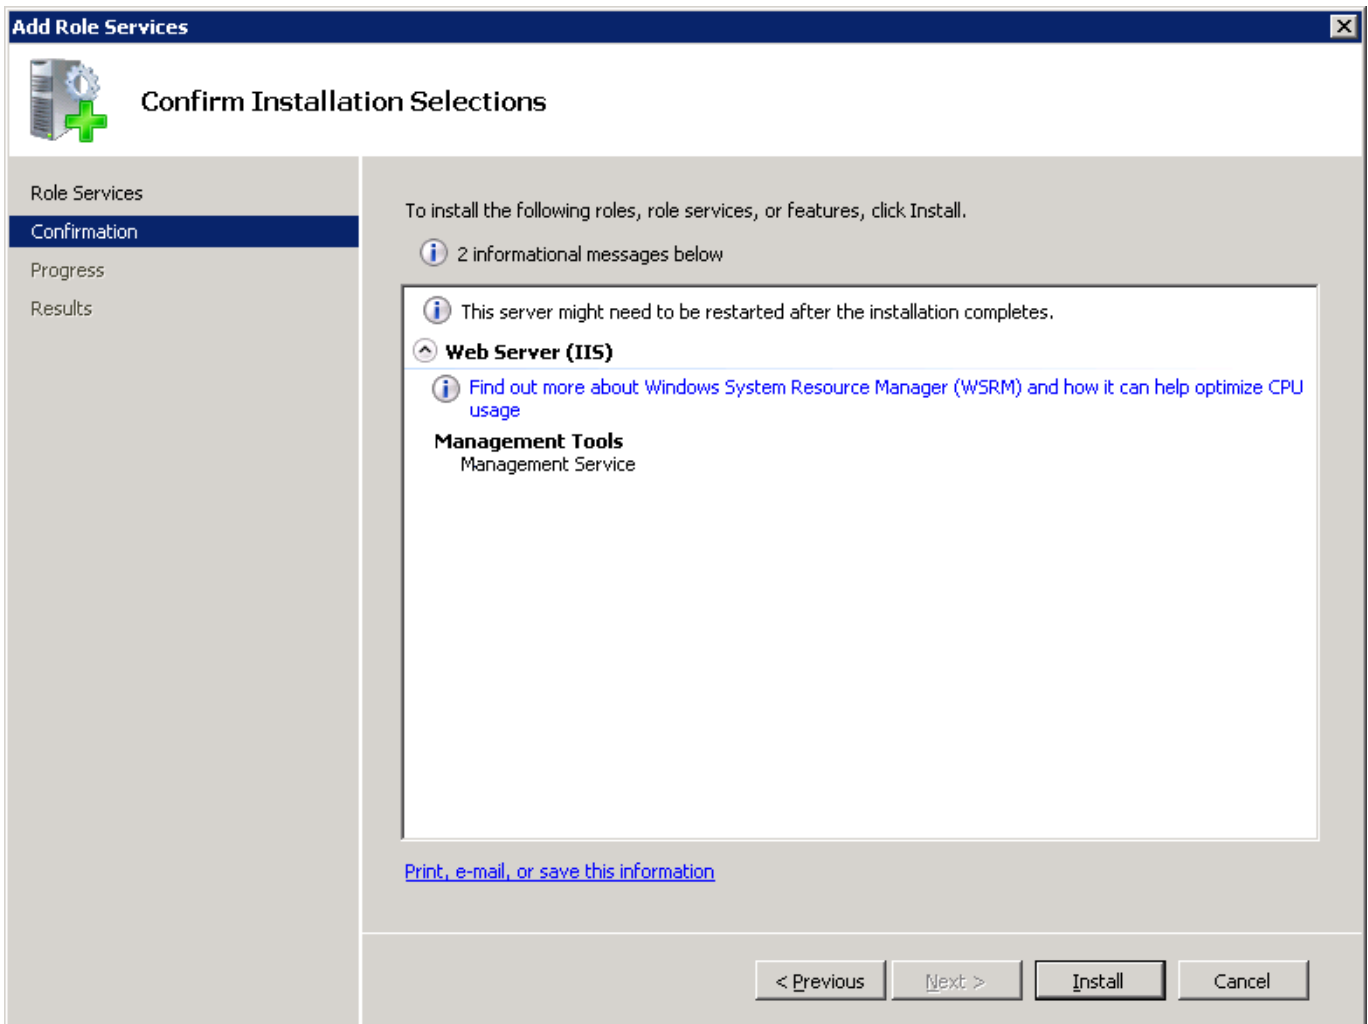 Add Role Services
Confirm Installation Selections
Role Services
Confirmation
Progress
Results
To install the following roles, role services, or features, click Install.
2 informational messages below
This server might need to be restarted after the installation completes.
Web Server (IIS)
Find out more about Windows System Resource Manager (WSRM) and how it can help optimize CPU
usage
Management Tools
Management Service
Print, e-mail, or save this information
< Previous
Next >
Install
Cancel